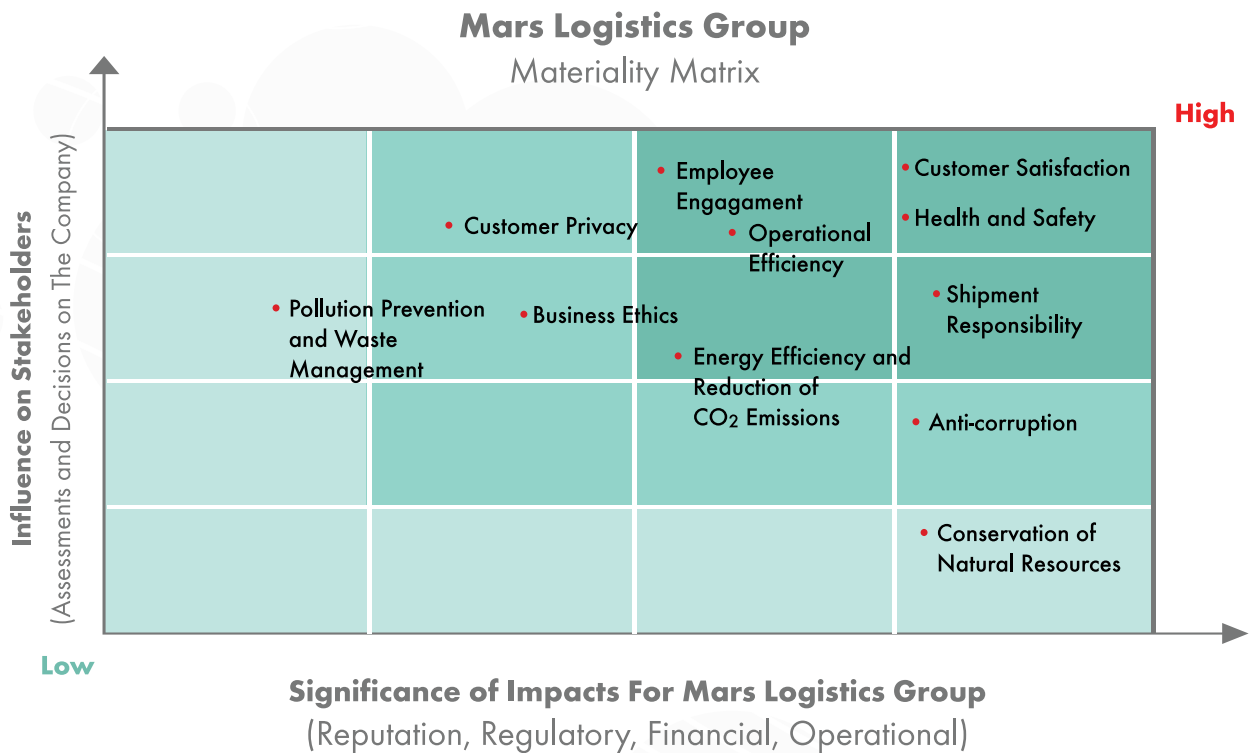 Mars Logistics Group
Materiality Matrix
High
Influence on Stakeholders
(Assessments and Decisions on The Company)
• Employee
Engagament
• Customer Satisfaction
• Customer Privacy
• Operational
Efficiency
• Health and Safety
• Pollution Prevention
and Waste
Management
• Business Ethics
• Energy Efficiency and
Reduction of
CO₂ Emissions
• Shipment
Responsibility
• Anti-corruption
• Conservation of
Natural Resources
Low
Significance of Impacts For Mars Logistics Group
(Reputation, Regulatory, Financial, Operational)